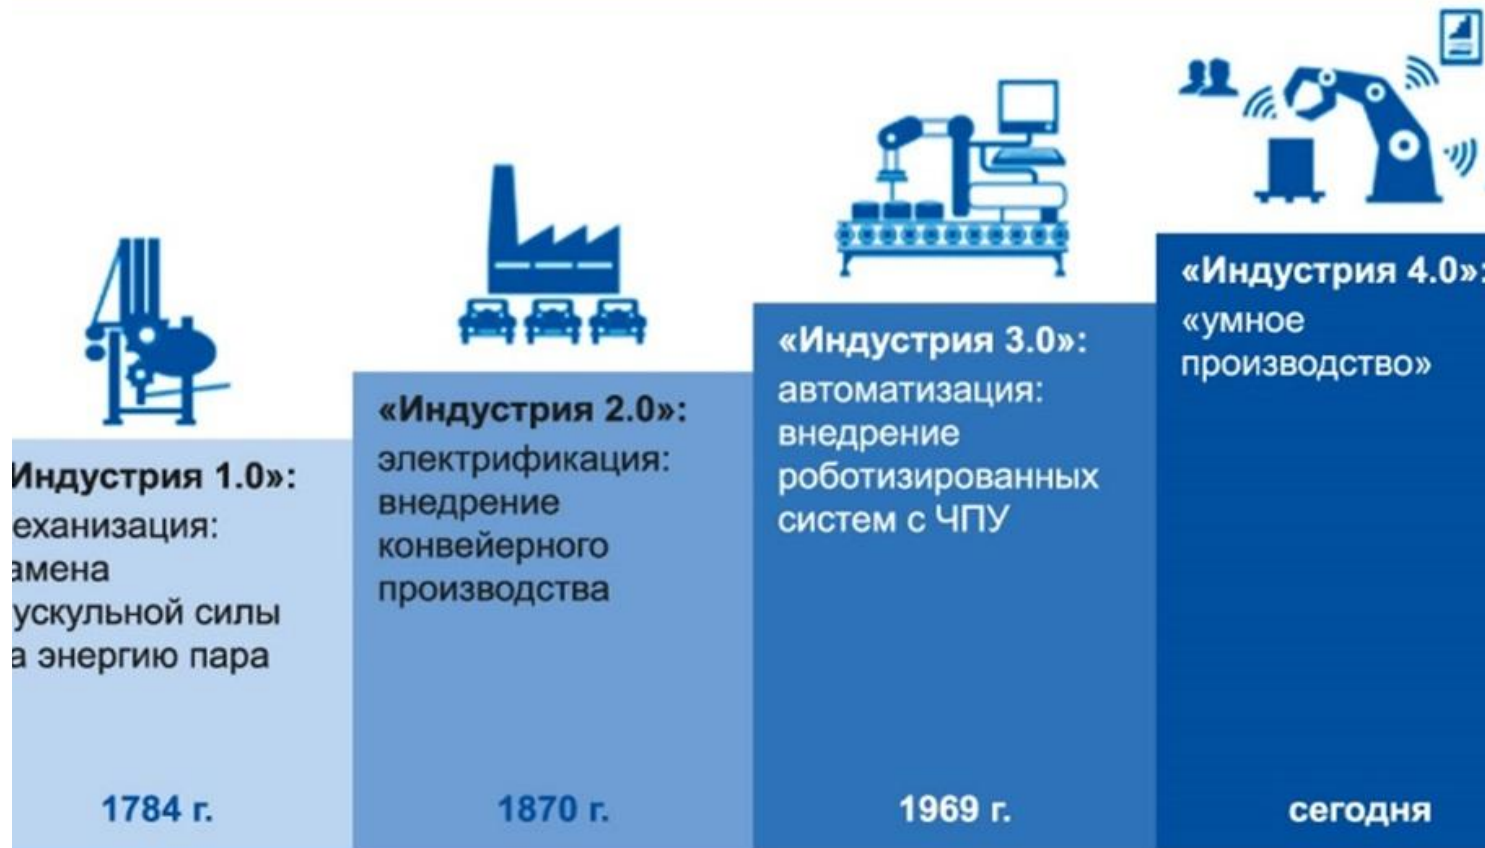 Индустрия 1.0»:
еханизация:
амена
ускульной силы
а энергию пара
1784 г.
«Индустрия 2.0»:
электрификация:
внедрение
конвейерного
производства
1870 г.
«Индустрия 3.0»:
автоматизация:
внедрение
роботизированных
систем с ЧПУ
1969 г.
«Индустрия 4.0»:
«умное
производство»
сегодня